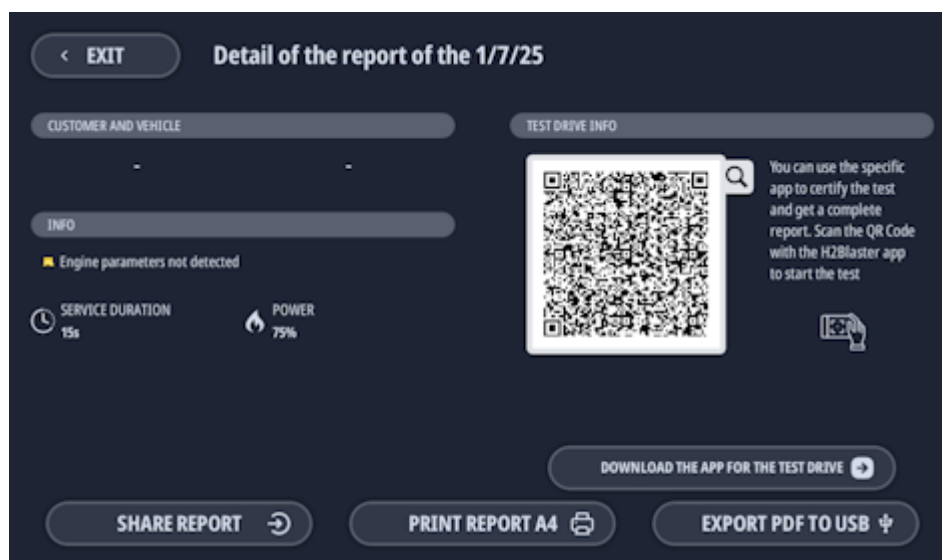 EXIT
Detail of the report of the 1/7/25
CUSTOMER AND VEHICLE
- -
INFO
Engine parameters not detected
SERVICE DURATION
15s
POWER
75%
TEST DRIVE INFO
You can use the specific
app to certify the test
and get a complete
report. Scan the QR Code
with the H2Blaster app
to start the test
DOWNLOAD THE APP FOR THE TEST DRIVE
SHARE REPORT
PRINT REPORT A4
EXPORT PDF TO USB